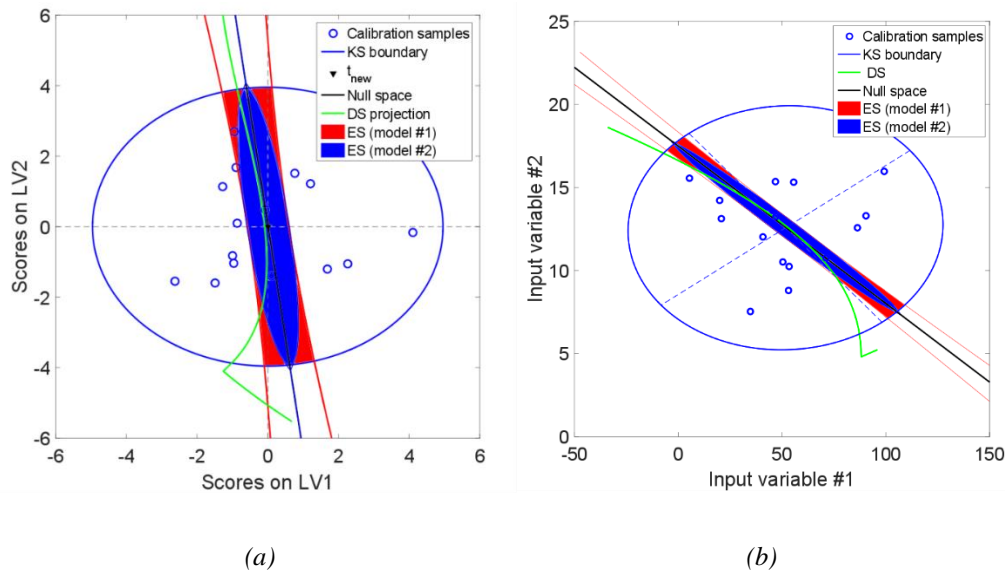 6
4
2
0
-2
-4
-6
-6
-4
-2
0
2
4
6
Scores on LV2
Scores on LV1
Calibration samples
KS boundary
tnew
Null space
DS projection
ES (model #1)
ES (model #2)
(a)
25
20
15
10
5
0
-50
0
50
100
150
Input variable #2
Input variable #1
Calibration samples
KS boundary
DS
Null space
ES (model #1)
ES (model #2)
(b)